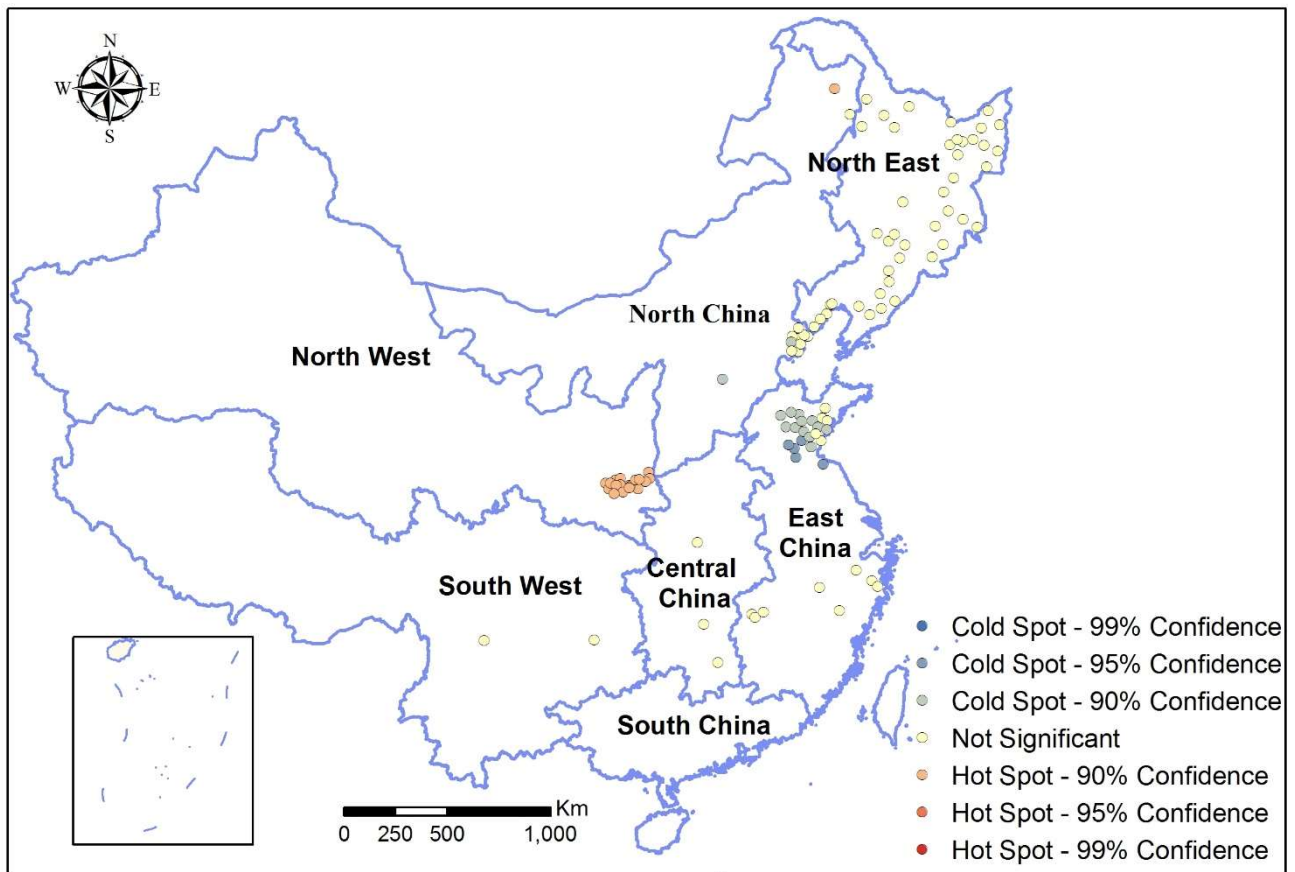 N
W E
S
North East
North China
North West
East
China
Central
China
South West
South China
Km
0 250 500 1,000
Cold Spot - 99% Confidence
Cold Spot - 95% Confidence
Cold Spot - 90% Confidence
Not Significant
Hot Spot - 90% Confidence
Hot Spot - 95% Confidence
Hot Spot - 99% Confidence